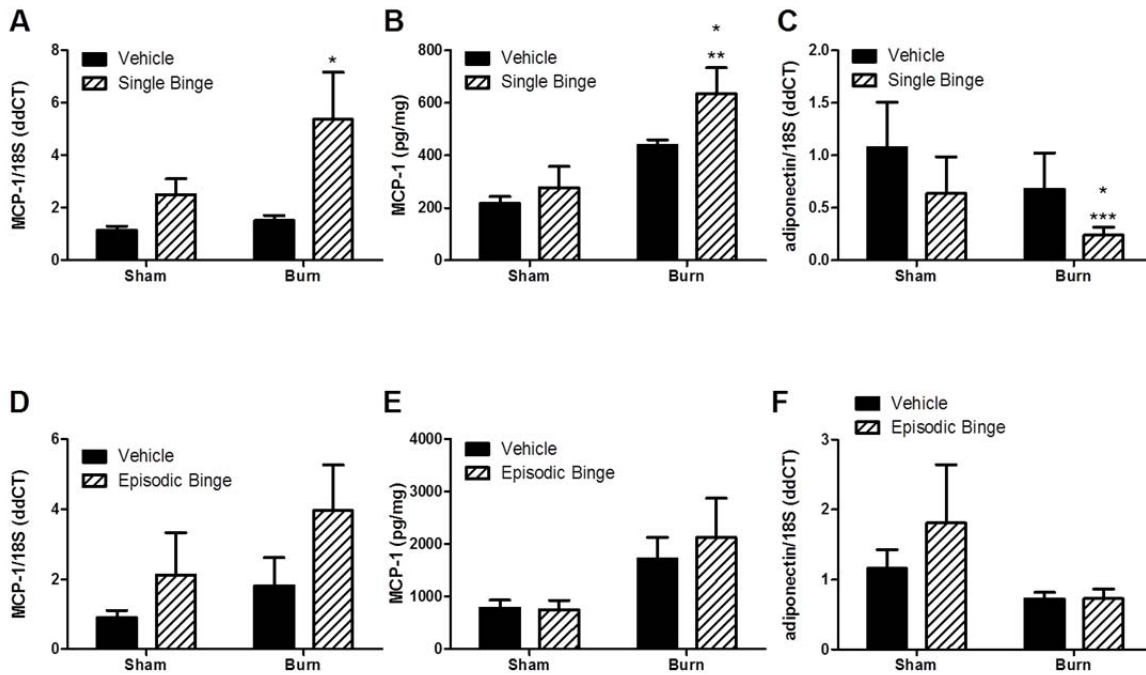 A
Vehicle
Single Binge
MCP-1/18S (ddCT)
8
6
4
2
0
*
Sham
Burn
B
Vehicle
Single Binge
MCP-1 (pg/mg)
800
600
400
200
0
*
**
Sham
Burn
C
Vehicle
Single Binge
adiponectin/18S (ddCT)
2.0
1.5
1.0
0.5
0.0
*
***
Sham
Burn
D
Vehicle
Episodic Binge
MCP-1/18S (ddCT)
6
4
2
0
Sham
Burn
E
Vehicle
Episodic Binge
MCP-1 (pg/mg)
4000
3000
2000
1000
0
Sham
Burn
F
Vehicle
Episodic Binge
adiponectin/18S (ddCT)
3
2
1
0
Sham
Burn